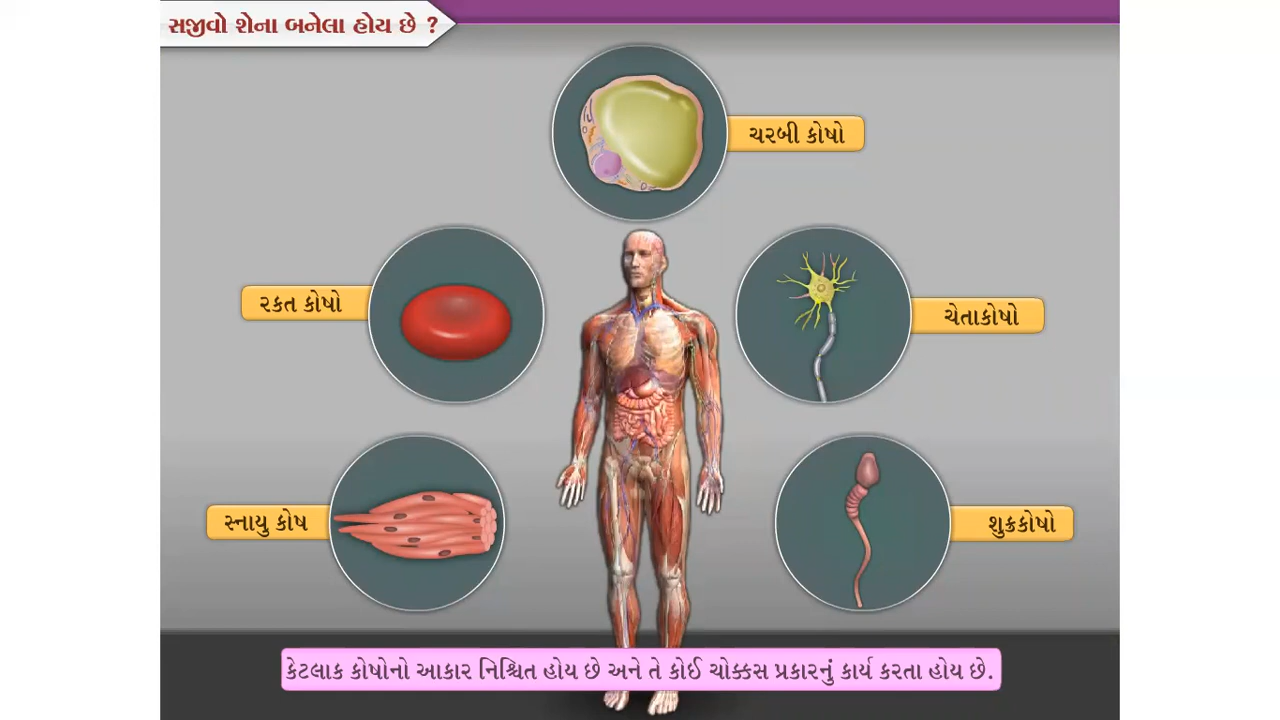 સજીવો શેના બનેલા હોય છે ?
ચરબી કોષો
રકત કોષો
ચેતાકોષો
સ્નાયુ કોષ
શુક્રકોષો
કેટલાક કોષોનો આકાર નિશ્ચિત હોય છે અને તે કોઈ ચોક્કસ પ્રકારનું કાર્ય કરતા હોય છે.